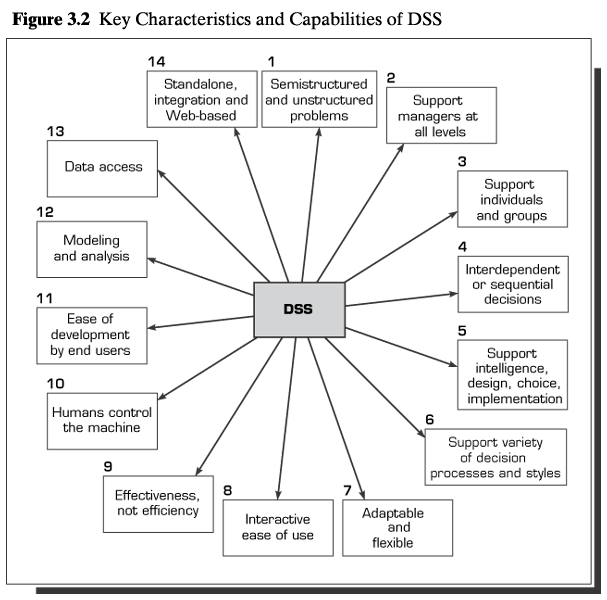 Figure 3.2 Key Characteristics and Capabilities of DSS
14
Standalone,
integration and
Web-based
1
Semistructured
and unstructured
problems
2
Support
managers at
all levels
3
Support
individuals
and groups
4
Interdependent
or sequential
decisions
5
Support
intelligence,
design, choice,
implementation
6
Support variety
of decision
processes and styles
7
Adaptable
and
flexible
8
Interactive
ease of use
9
Effectiveness,
not efficiency
10
Humans control
the machine
11
Ease of
development
by end users
12
Modeling
and analysis
13
Data access
DSS